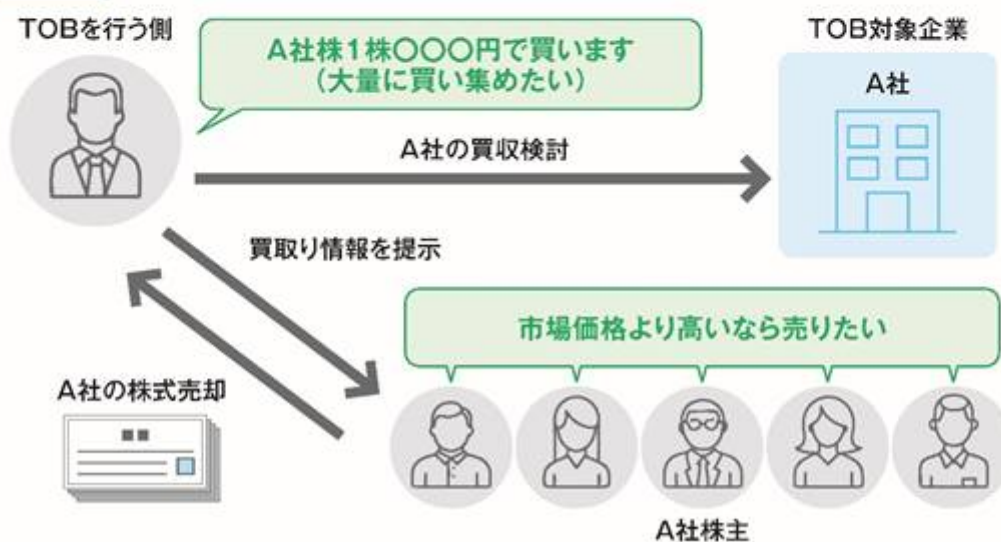 TOBを行う側
A社株1株〇〇〇円で買います
(大量に買い集めたい)
TOB対象企業
A社
A社の買収検討
買取り情報を提示
市場価格より高いなら売りたい
A社の株式売却
A社株主